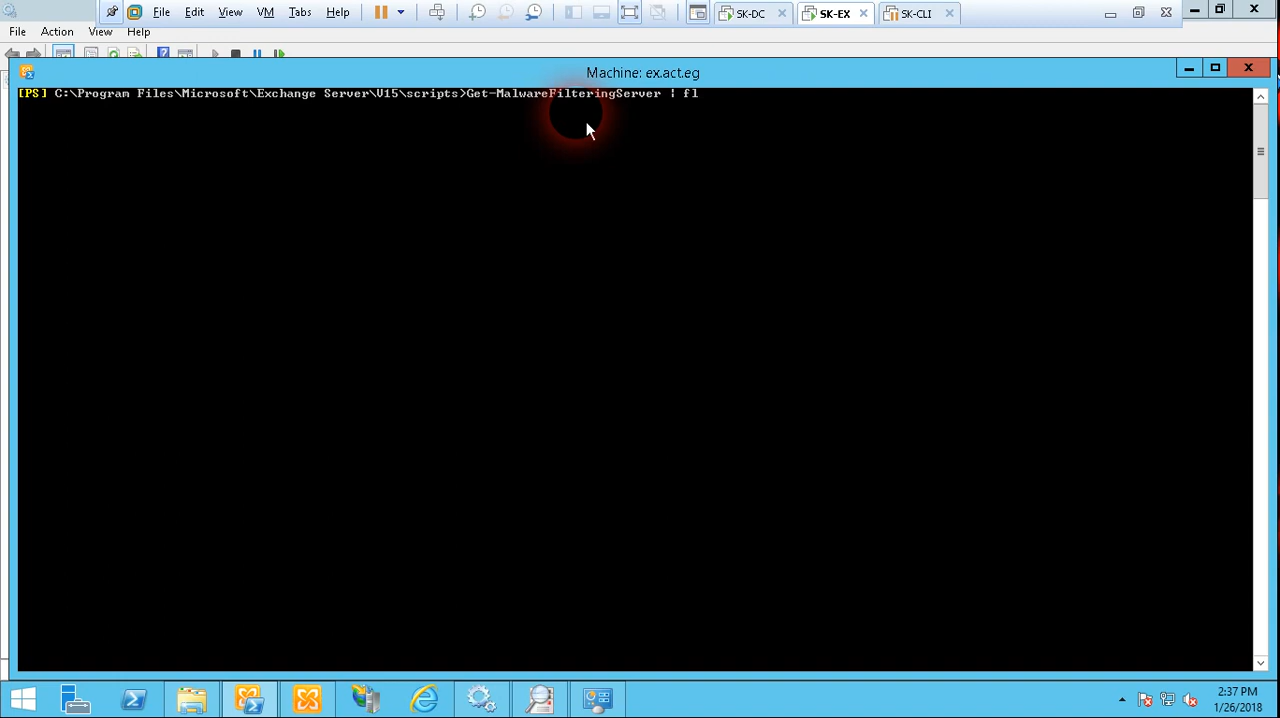 File Edit View VM Tabs Help SK-DC SK-EX SK-CLI
File Action View Help
Machine: ex.act.eg
[PS] C:\Program Files\Microsoft\Exchange Server\V15\scripts>Get-MalwareFilteringServer | fl
2:37 PM
1/26/2018